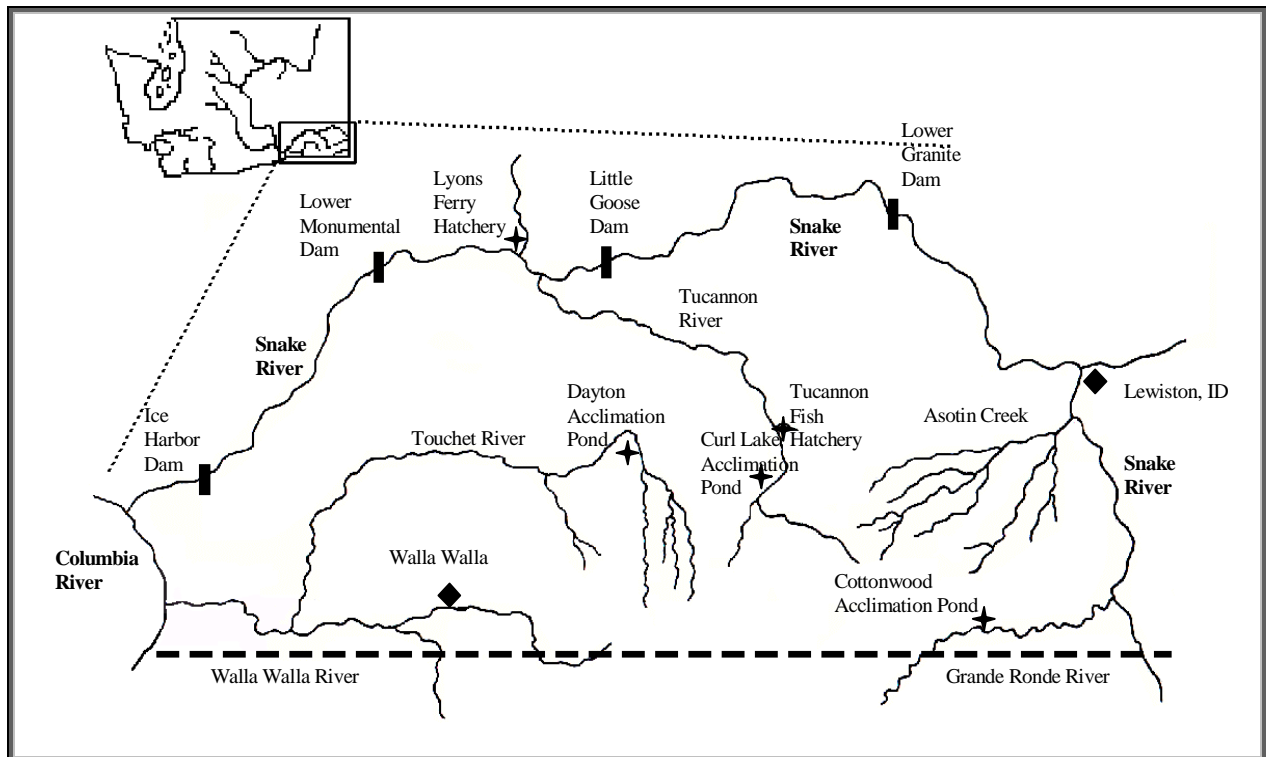 Lower
Granite
Dam
Lyons
Ferry
Hatchery
Little
Goose
Dam
Lower
Monumental
Dam
Snake
River
Tucannon
River
Snake
River
Ice
Harbor
Dam
Dayton
Acclimation
Pond
Tucannon
Fish
Hatchery
Lewiston, ID
Asotin Creek
Touchet River
Curl Lake
Acclimation
Pond
Snake
River
Columbia
River
Walla Walla
Cottonwood
Acclimation Pond
Walla Walla River
Grande Ronde River